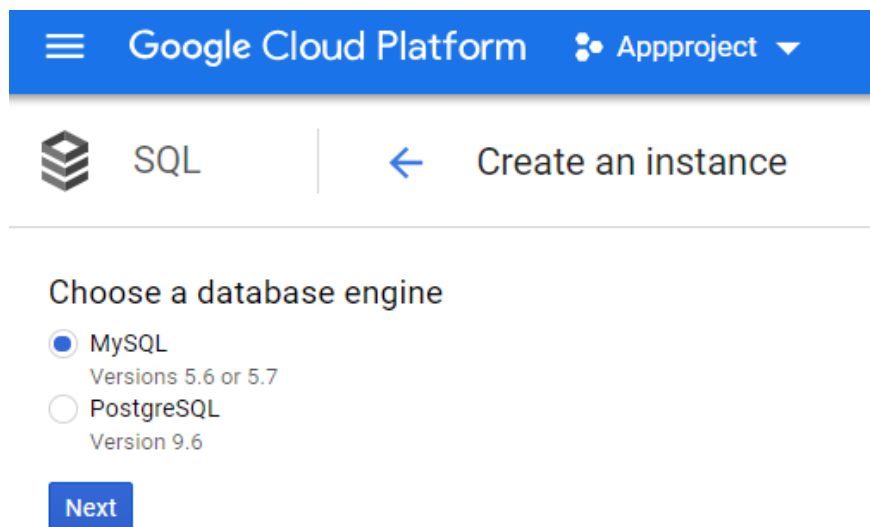 Google Cloud Platform Appproject
SQL Create an instance
Choose a database engine
MySQL
Versions 5.6 or 5.7
PostgreSQL
Version 9.6
Next